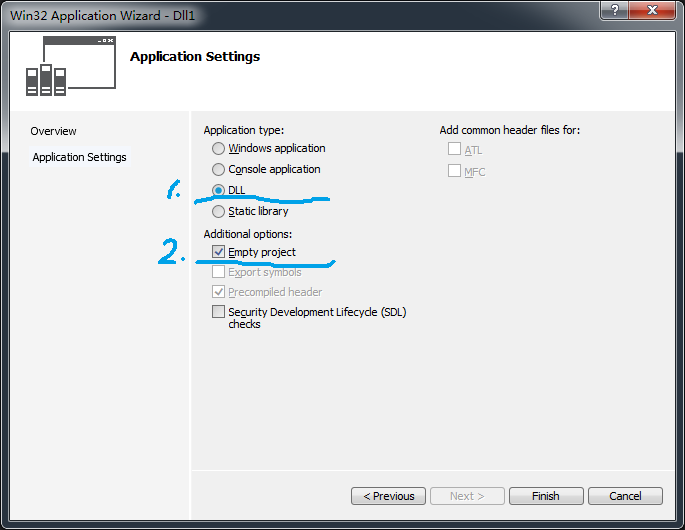 Win32 Application Wizard - Dll1
?
Application Settings
Overview
Application Settings
Application type:
Windows application
Console application
1.
DLL
Static library
Additional options:
2.
Empty project
Export symbols
Precompiled header
Security Development Lifecycle (SDL)
checks
Add common header files for:
ATL
MFC
< Previous
Next >
Finish
Cancel